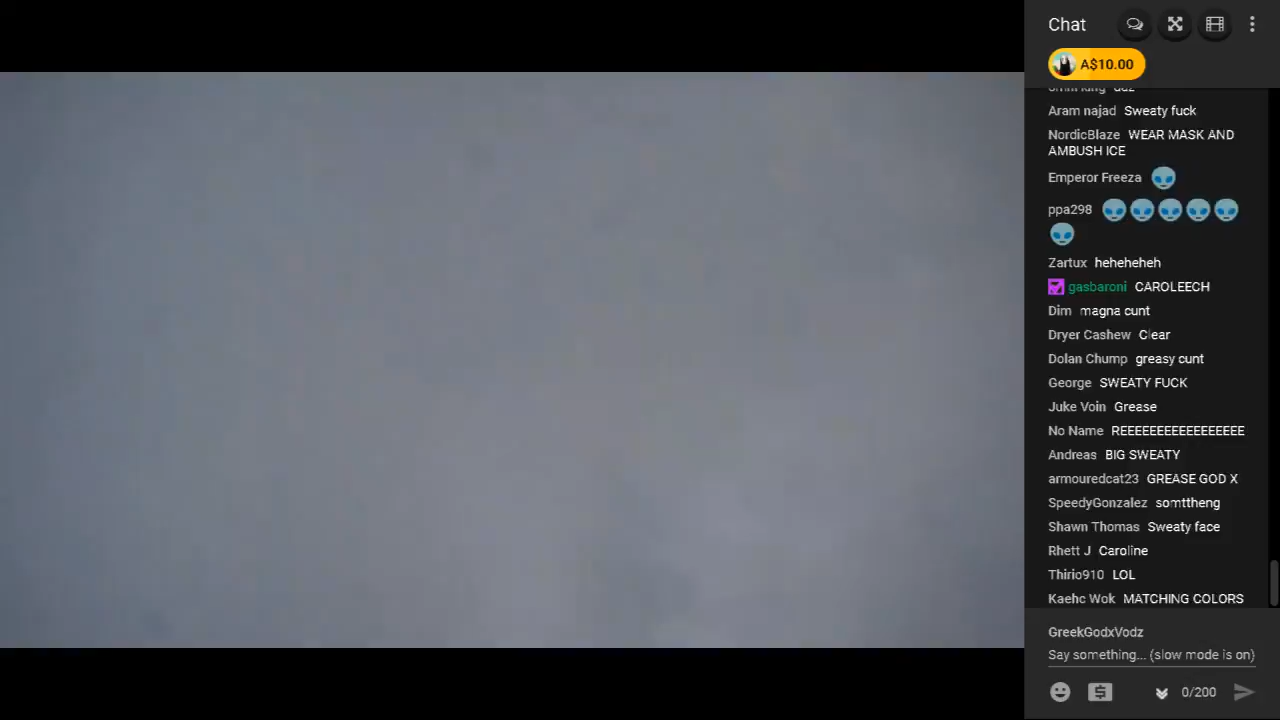 Chat
A$10.00
Aram najad Sweaty fuck
NordicBlaze WEAR MASK AND
AMBUSH ICE
Emperor Freeza 👽
ppa298 👽👽👽👽👽
👽
Zartux heheheheh
gasbaroni CAROLEECH
Dim magna cunt
Dryer Cashew Clear
Dolan Chump greasy cunt
George SWEATY FUCK
Juke Voin Grease
No Name REEEEEEEEEEEEEEEEE
Andreas BIG SWEATY
armouredcat23 GREASE GOD X
SpeedyGonzalez somttheng
Shawn Thomas Sweaty face
Rhett J Caroline
Thirio910 LOL
Kaehc Wok MATCHING COLORS
GreekGodxVodz
Say something... (slow mode is on)
0/200